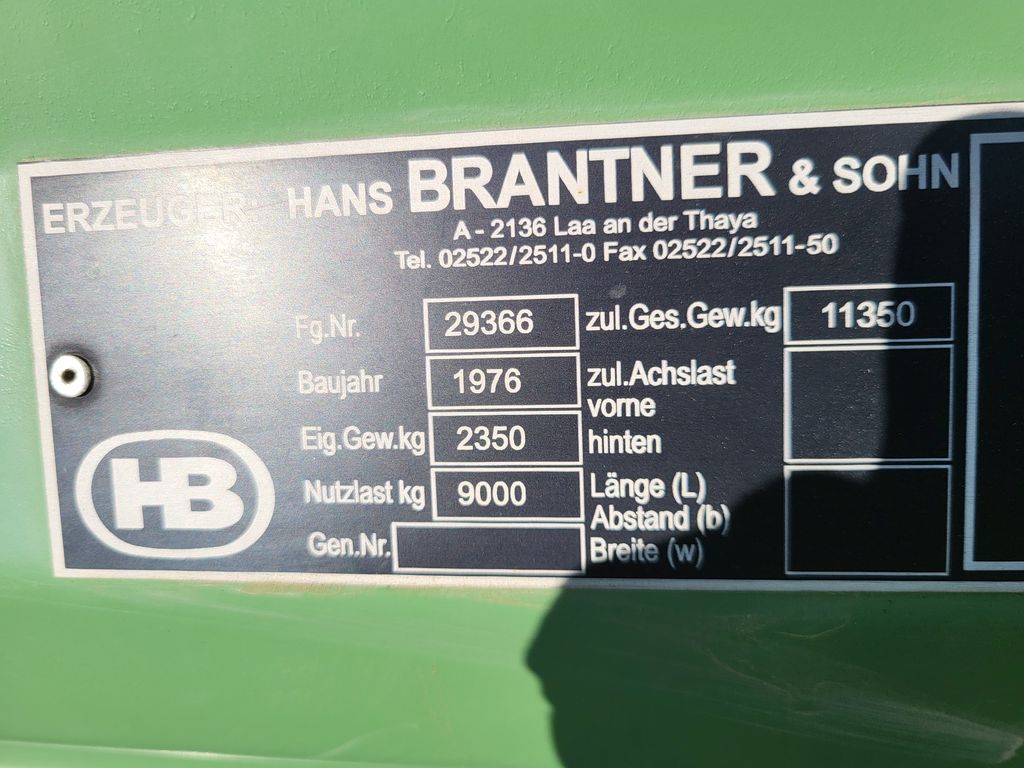 ERZEUGER: HANS BRANTNER & SOHN
A - 2136 Laa an der Thaya
Tel. 02522/2511-0 Fax 02522/2511-50
Fg.Nr. 29366 zul.Ges.Gew.kg 11350
Baujahr 1976 zul.Achslast
vorne
Eig.Gew.kg 2350 hinten
Nutzlast kg 9000 Länge (L)
Abstand (b)
Gen.Nr. Breite (w)
HB